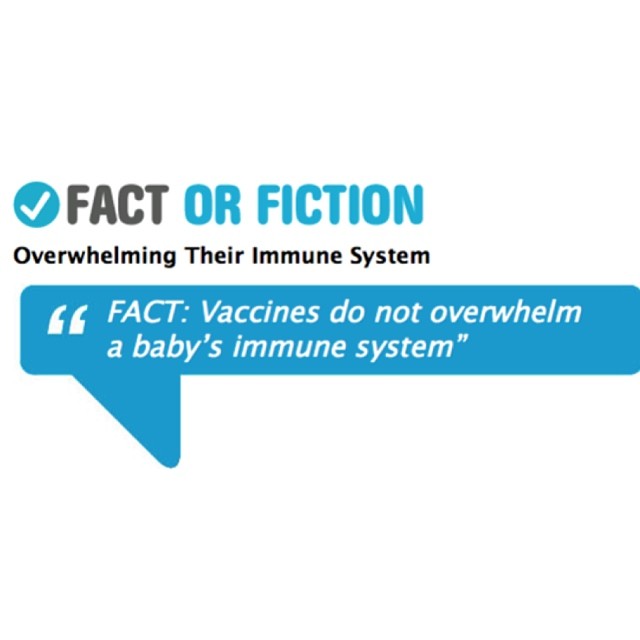 FACT OR FICTION
Overwhelming Their Immune System
“ FACT: Vaccines do not overwhelm
a baby’s immune system”